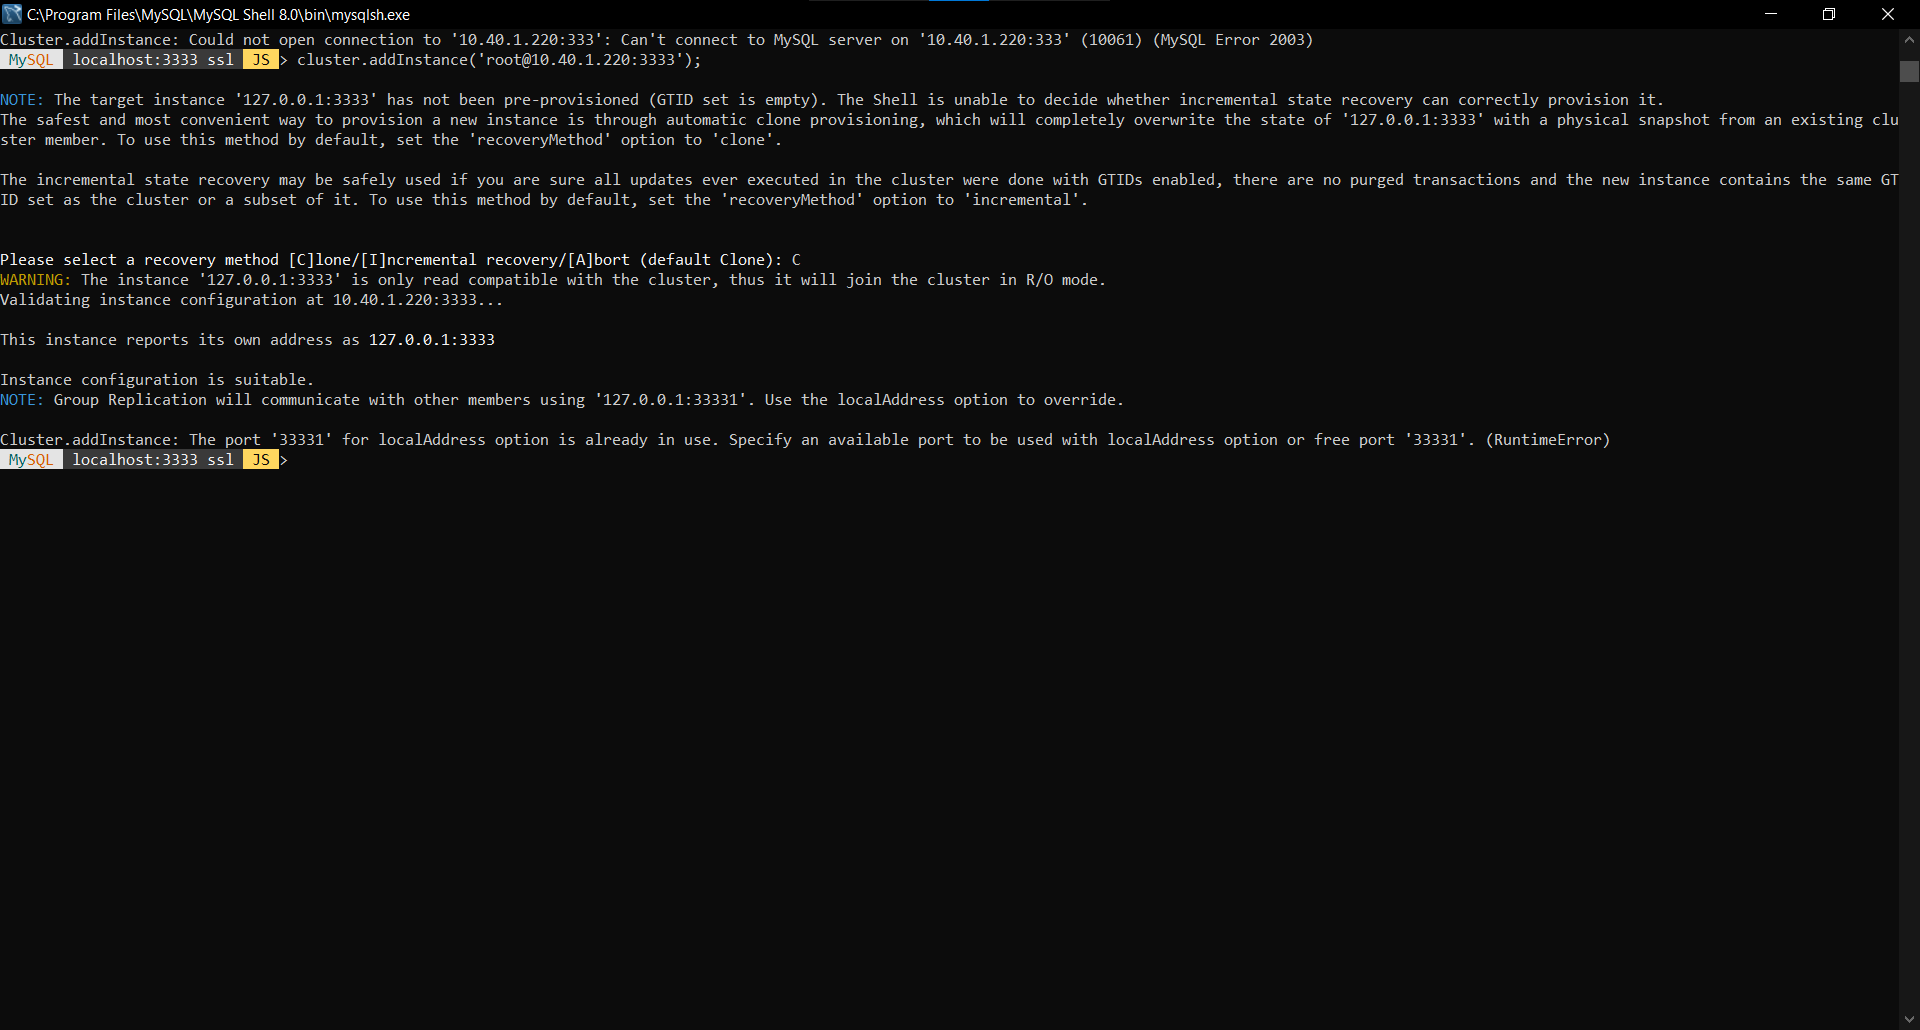 C:\Program Files\MySQL\MySQL Shell 8.0\bin\mysqlsh.exe
Cluster.addInstance: Could not open connection to '10.40.1.220:333': Can't connect to MySQL server on '10.40.1.220:333' (10061) (MySQL Error 2003)
MySQL localhost:3333 ssl JS > cluster.addInstance('root@10.40.1.220:3333');
NOTE: The target instance '127.0.0.1:3333' has not been pre-provisioned (GTID set is empty). The Shell is unable to decide whether incremental state recovery can correctly provision it.
The safest and most convenient way to provision a new instance is through automatic clone provisioning, which will completely overwrite the state of '127.0.0.1:3333' with a physical snapshot from an existing clu
ster member. To use this method by default, set the 'recoveryMethod' option to 'clone'.
The incremental state recovery may be safely used if you are sure all updates ever executed in the cluster were done with GTIDs enabled, there are no purged transactions and the new instance contains the same GT
ID set as the cluster or a subset of it. To use this method by default, set the 'recoveryMethod' option to 'incremental'.
Please select a recovery method [C]lone/[I]ncremental recovery/[A]bort (default Clone): C
WARNING: The instance '127.0.0.1:3333' is only read compatible with the cluster, thus it will join the cluster in R/O mode.
Validating instance configuration at 10.40.1.220:3333...
This instance reports its own address as 127.0.0.1:3333
Instance configuration is suitable.
NOTE: Group Replication will communicate with other members using '127.0.0.1:33331'. Use the localAddress option to override.
Cluster.addInstance: The port '33331' for localAddress option is already in use. Specify an available port to be used with localAddress option or free port '33331'. (RuntimeError)
MySQL localhost:3333 ssl JS >